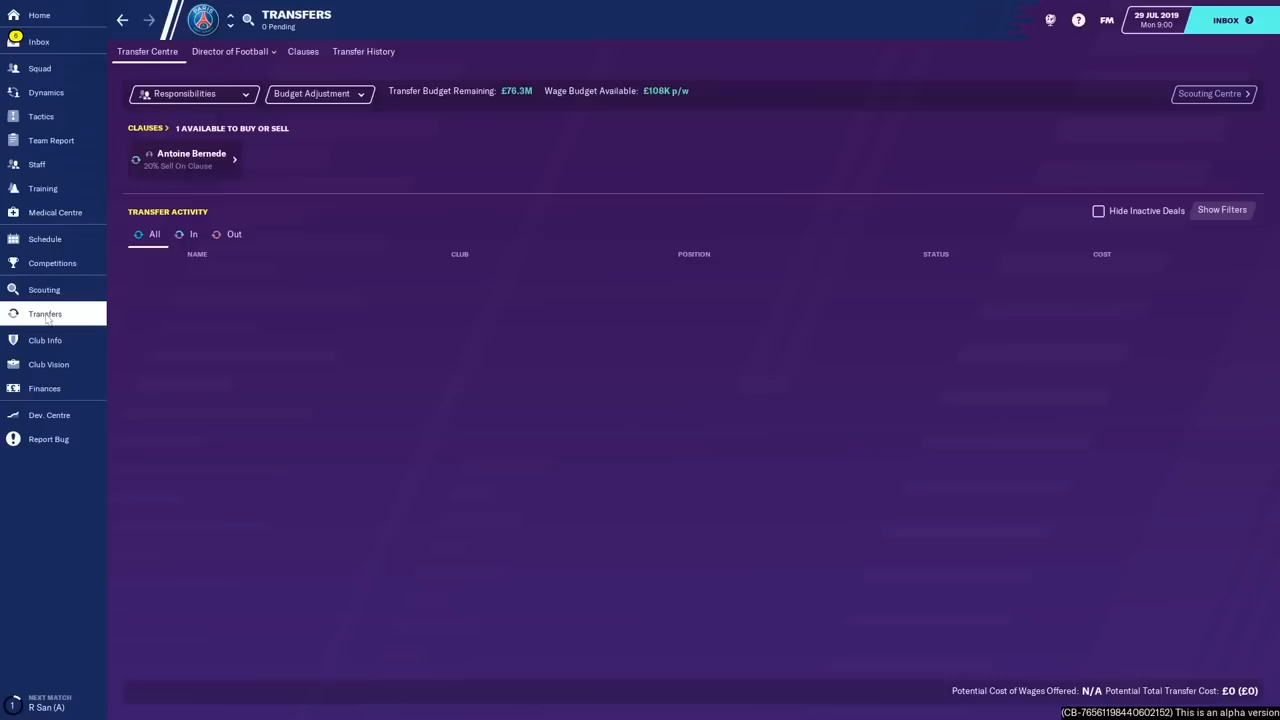 Home
6
Inbox
Squad
Dynamics
Tactics
Team Report
Staff
Training
Medical Centre
Schedule
Competitions
Scouting
Transfers
Club Info
Club Vision
Finances
Dev. Centre
Report Bug
1
NEXT MATCH
R San (A)
PARIS
TRANSFERS
0 Pending
?
FM
29 JUL 2019
Mon 9:00
INBOX
Transfer Centre Director of Football Clauses Transfer History
Responsibilities Budget Adjustment Transfer Budget Remaining: £76.3M Wage Budget Available: £108K p/w Scouting Centre >
CLAUSES > 1 AVAILABLE TO BUY OR SELL
Antoine Bernede
20% Sell On Clause
TRANSFER ACTIVITY
Hide Inactive Deals Show Filters
All In Out
NAME CLUB POSITION STATUS COST
Potential Cost of Wages Offered: N/A Potential Total Transfer Cost: £0 (£0)
(CB-76561198440602152) This is an alpha version